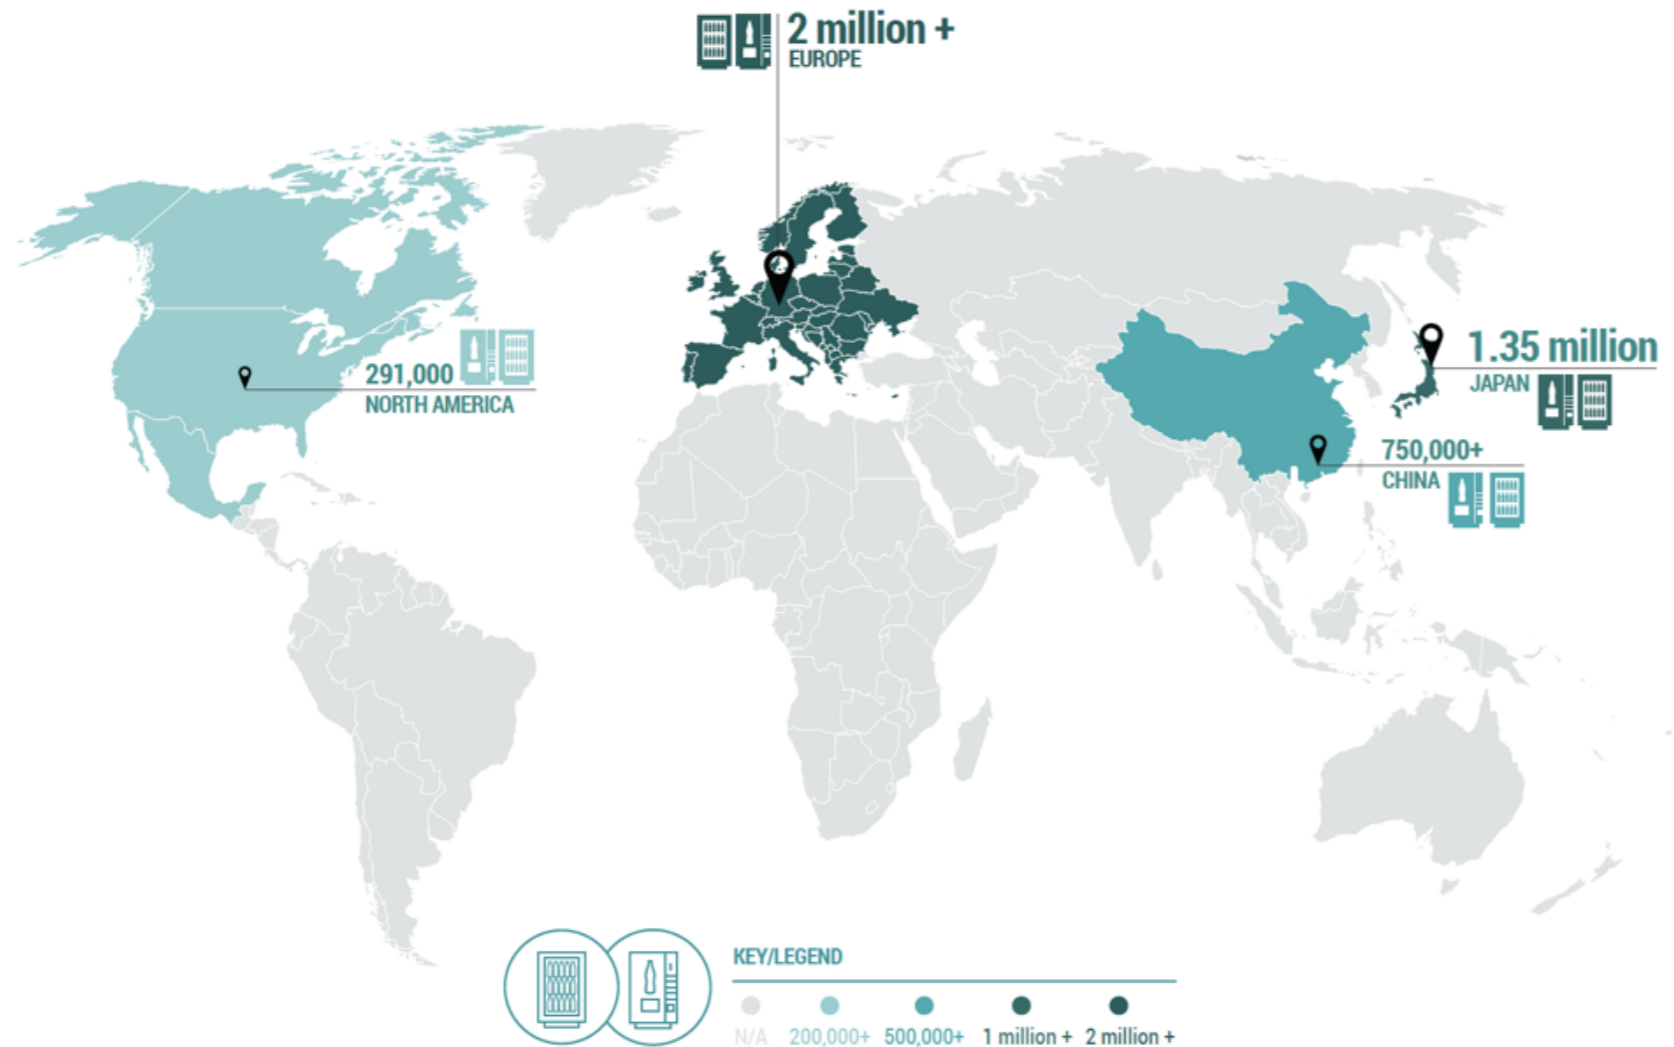 2 million +
EUROPE
291,000
NORTH AMERICA
1.35 million
JAPAN
750,000+
CHINA
KEY/LEGEND
N/A 200,000+ 500,000+ 1 million + 2 million +